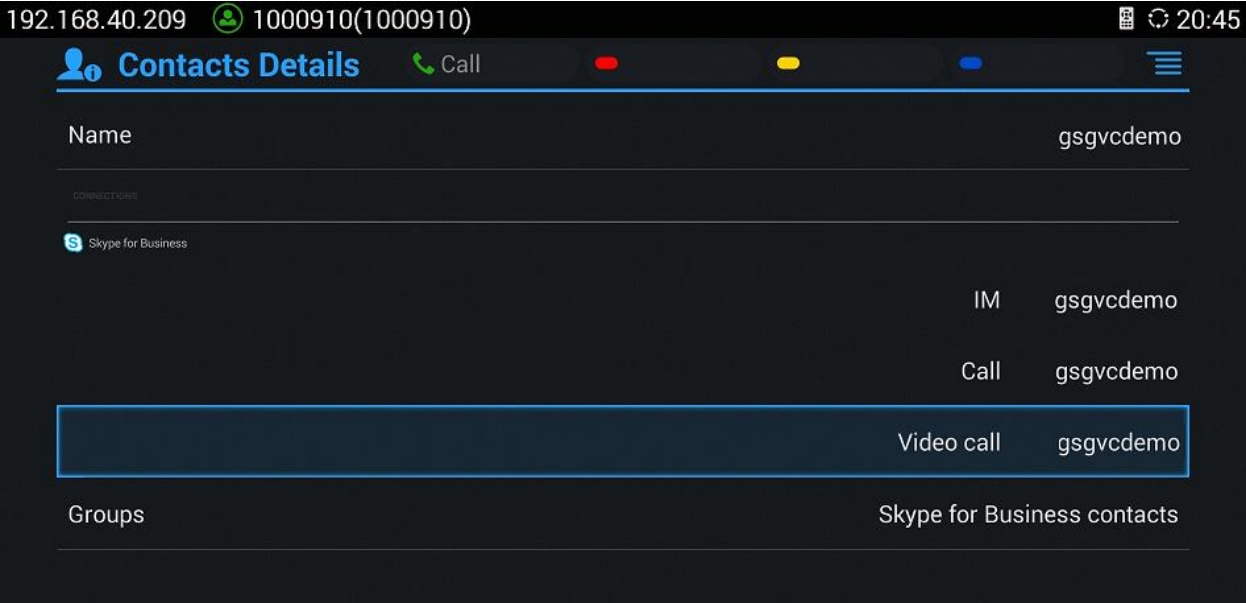 192.168.40.209 1000910(1000910) 20:45
Contacts Details Call
Name gsgvcdemo
CONNECTIONS
S Skype for Business
IM gsgvcdemo
Call gsgvcdemo
Video call gsgvcdemo
Groups Skype for Business contacts